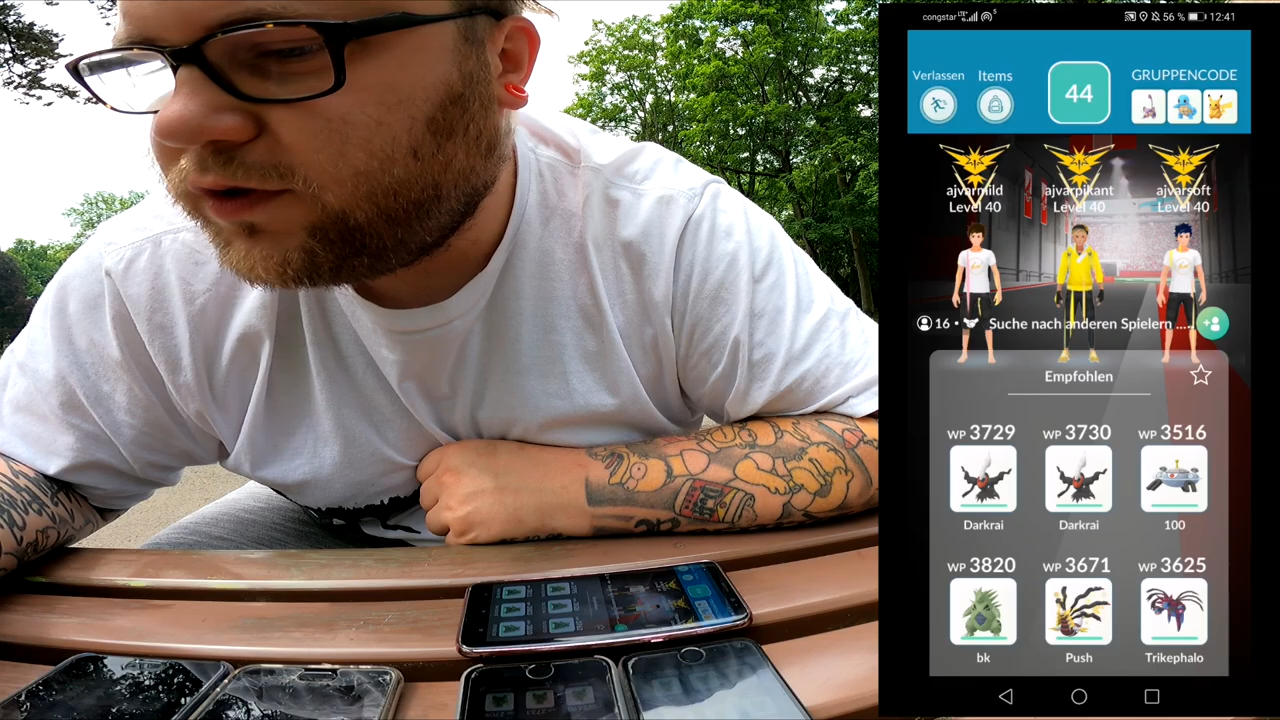 congstar 56 % 12:41
Verlassen Items 44 GRUPPENCODE
ajvarmild ajvarpikant ajvarsoft
Level 40 Level 40 Level 40
16 • Suche nach anderen Spielern ....
Empfohlen
WP 3729 WP 3730 WP 3516
Darkrai Darkrai 100
WP 3820 WP 3671 WP 3625
bk Push Trikephalo
Duff